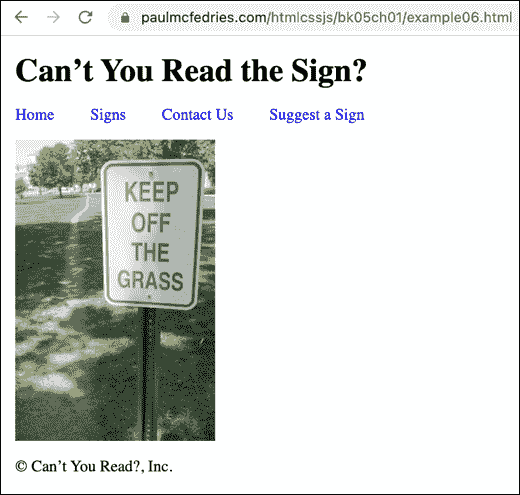 paulmcfedries.com/htmlcssjs/bk05ch01/example06.html
Can’t You Read the Sign?
Home Signs Contact Us Suggest a Sign
KEEP
OFF
THE
GRASS
© Can’t You Read?, Inc.